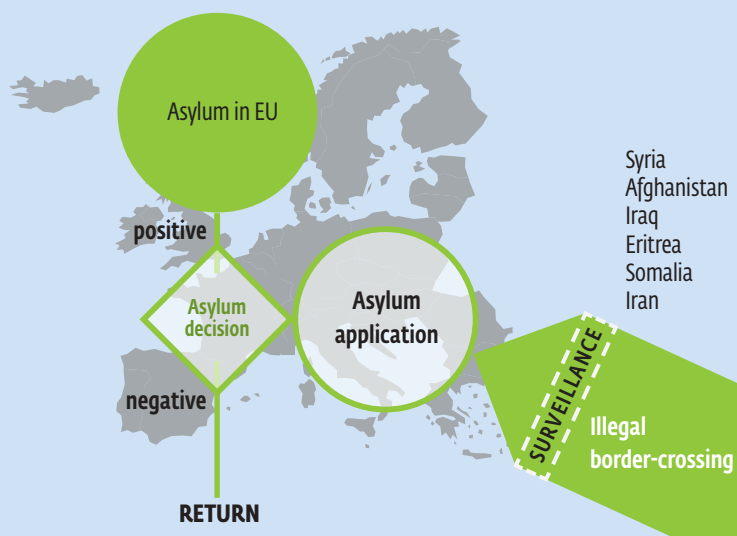 Asylum in EU
positive
Asylum
decision
negative
RETURN
Asylum
application
Syria
Afghanistan
Iraq
Eritrea
Somalia
Iran
SURVEILLANCE
Illegal
border-crossing